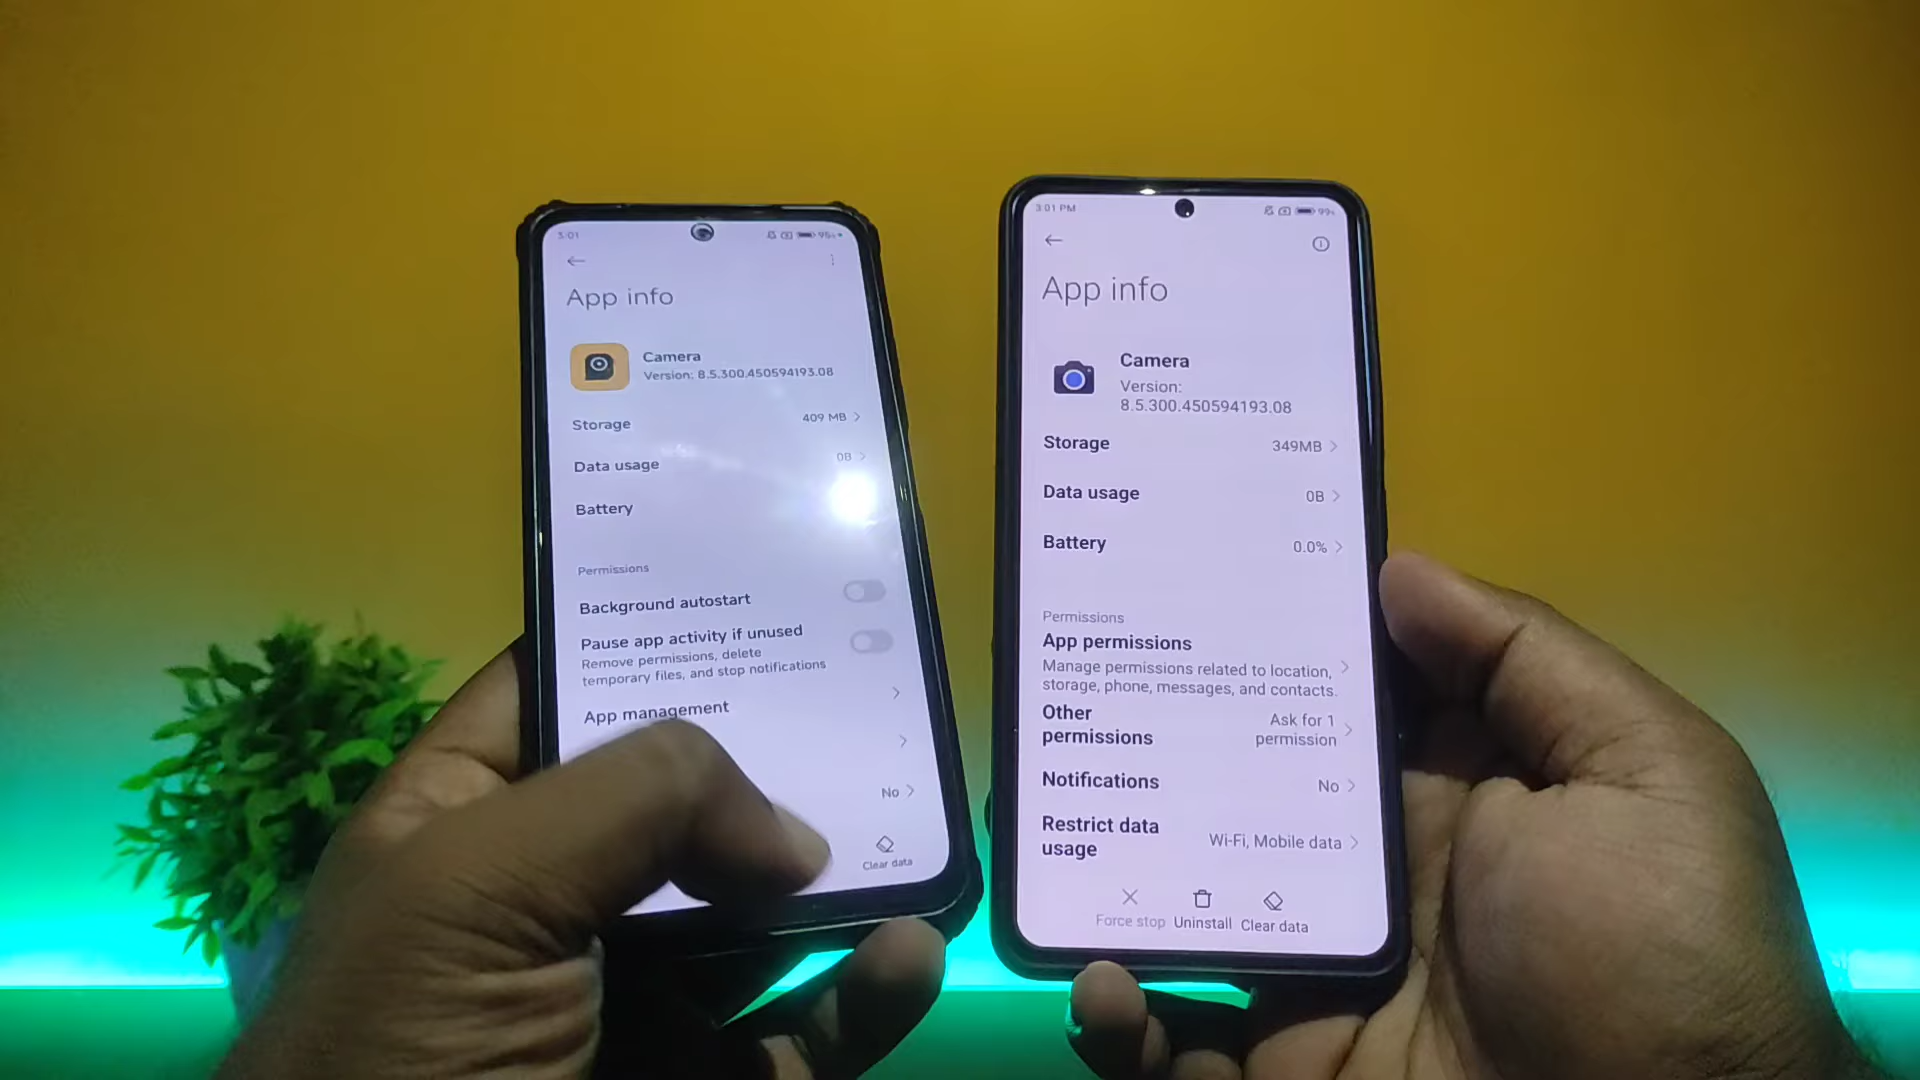 3:01
95%
App info
Camera
Version: 8.5.300.450594193.08
Storage
409 MB
Data usage
0B
Battery
Permissions
Background autostart
Pause app activity if unused
Remove permissions, delete
temporary files, and stop notifications
App management
No
Clear data
3:01 PM
99%
App info
Camera
Version:
8.5.300.450594193.08
Storage
349MB
Data usage
0B
Battery
0.0%
Permissions
App permissions
Manage permissions related to location,
storage, phone, messages, and contacts.
Other
permissions
Ask for 1
permission
Notifications
No
Restrict data
usage
Wi-Fi, Mobile data
Force stop
Uninstall
Clear data